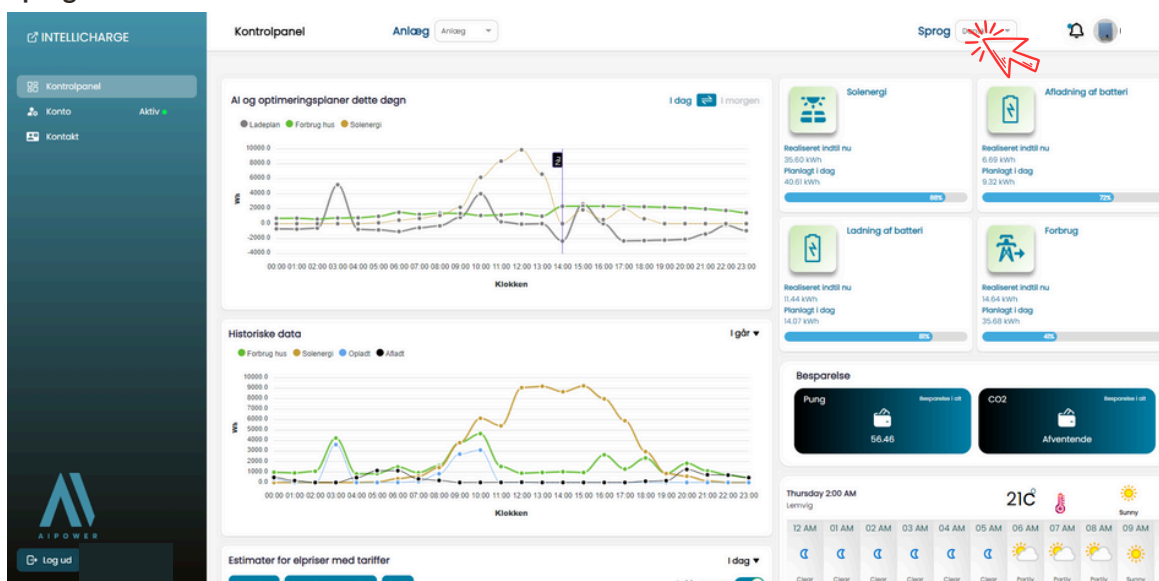 INTELLICHARGE
Kontrolpanel
Konto Aktiv
Kontakt
AIPOWER
Log ud
Kontrolpanel
Anlæg Anlæg
Sprog
AI og optimeringsplaner dette døgn
I dag I morgen
Ladeplan Forbrug hus Solenergi
10000.0
8000.0
6000.0
4000.0
2000.0
0.0
-2000.0
-4000.0
Wh
Nu
00:00 01:00 02:00 03:00 04:00 05:00 06:00 07:00 08:00 09:00 10:00 11:00 12:00 13:00 14:00 15:00 16:00 17:00 18:00 19:00 20:00 21:00 22:00 23:00
Klokken
Historiske data
I går
Forbrug hus Solenergi Opladt Afladt
10000.0
9000.0
8000.0
7000.0
6000.0
5000.0
4000.0
3000.0
2000.0
1000.0
0.0
Wh
00:00 01:00 02:00 03:00 04:00 05:00 06:00 07:00 08:00 09:00 10:00 11:00 12:00 13:00 14:00 15:00 16:00 17:00 18:00 19:00 20:00 21:00 22:00 23:00
Klokken
Estimater for elpriser med tariffer
I dag
Solenergi
Realiseret indtil nu
35.60 kWh
Planlagt i dag
40.61 kWh
88%
Afladning af batteri
Realiseret indtil nu
6.69 kWh
Planlagt i dag
9.32 kWh
72%
Ladning af batteri
Realiseret indtil nu
11.44 kWh
Planlagt i dag
14.07 kWh
81%
Forbrug
Realiseret indtil nu
14.64 kWh
Planlagt i dag
35.68 kWh
41%
Besparelse
Pung
Besparelse i alt
56.46
CO2
Besparelse i alt
Afventende
Thursday 2:00 AM
Lemvig
21C°
Sunny
12 AM 01 AM 02 AM 03 AM 04 AM 05 AM 06 AM 07 AM 08 AM 09 AM
Clear Clear Clear Clear Clear Clear Partly Partly Partly Sunny